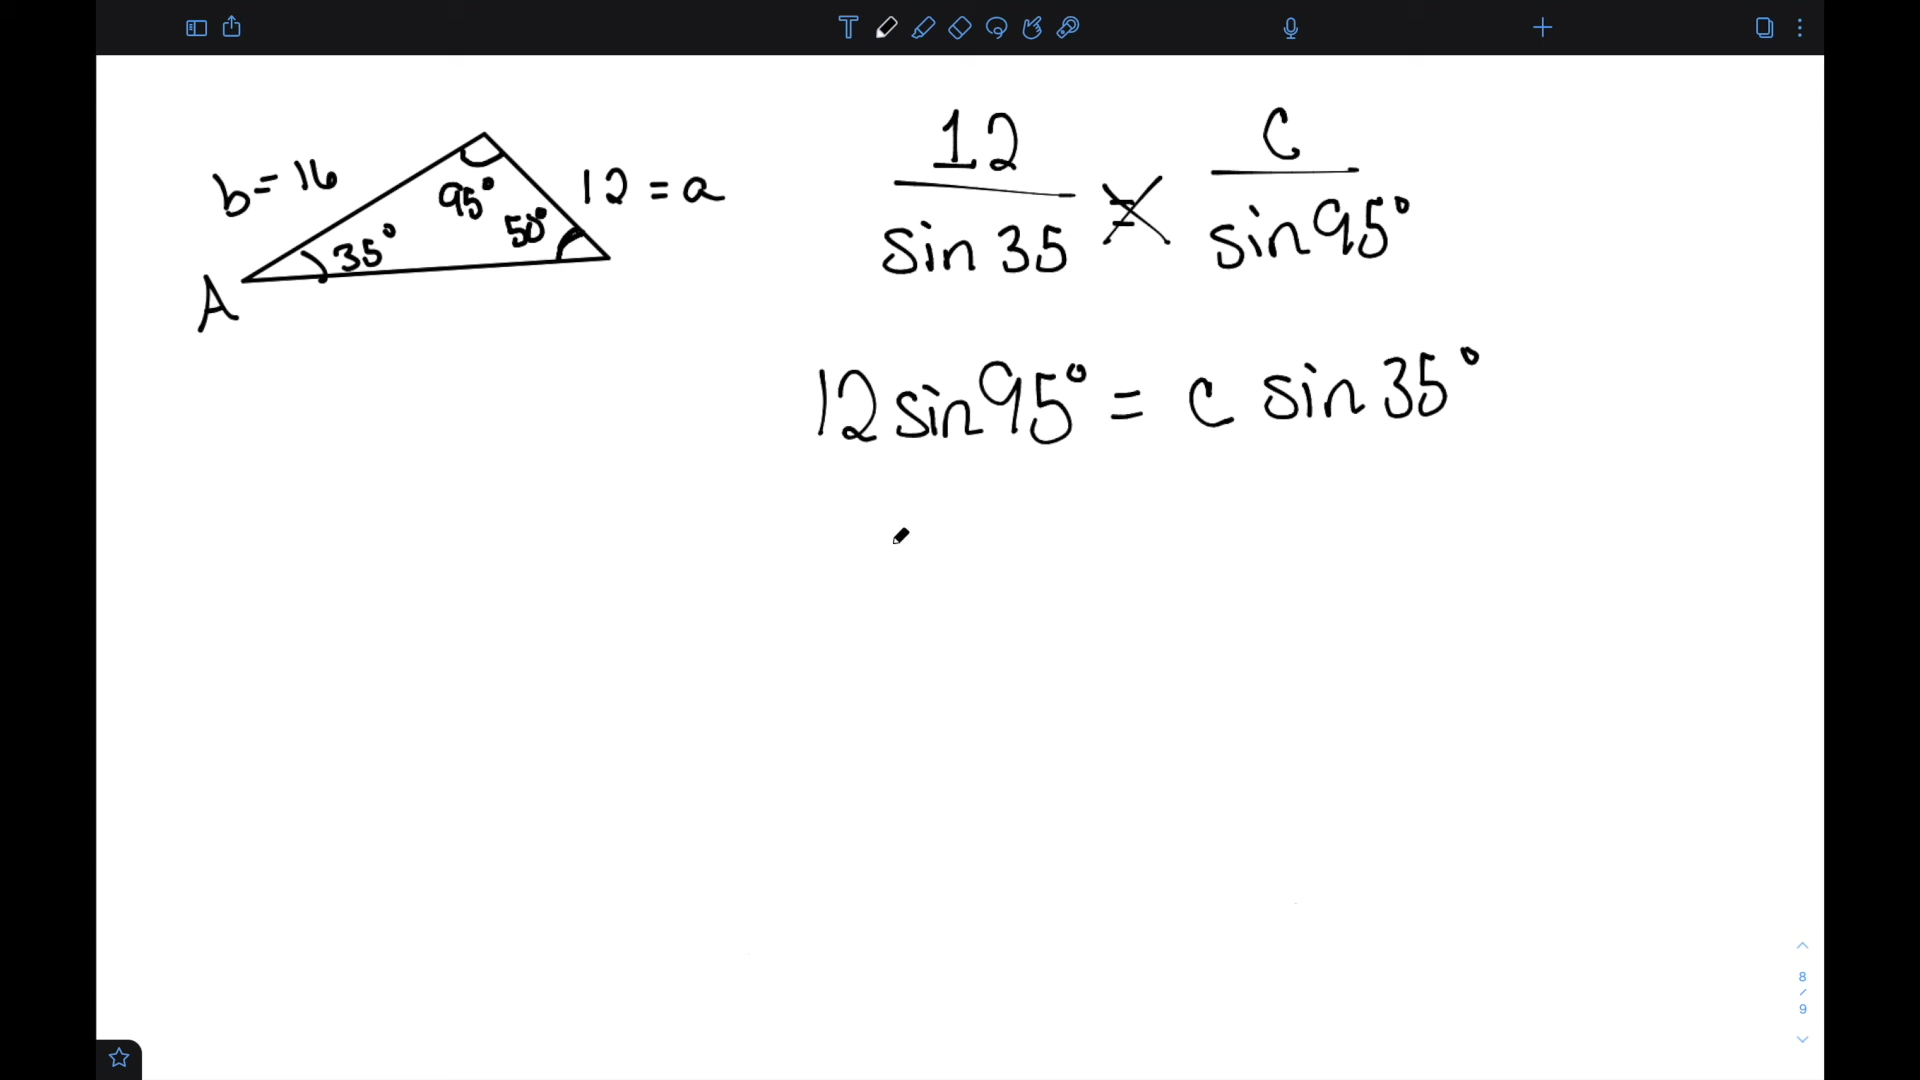 b=16
95°
12 = a
50°
35°
A
12/sin 35 = c/sin 95°
12 sin 95° = c sin 35°
8
/
9